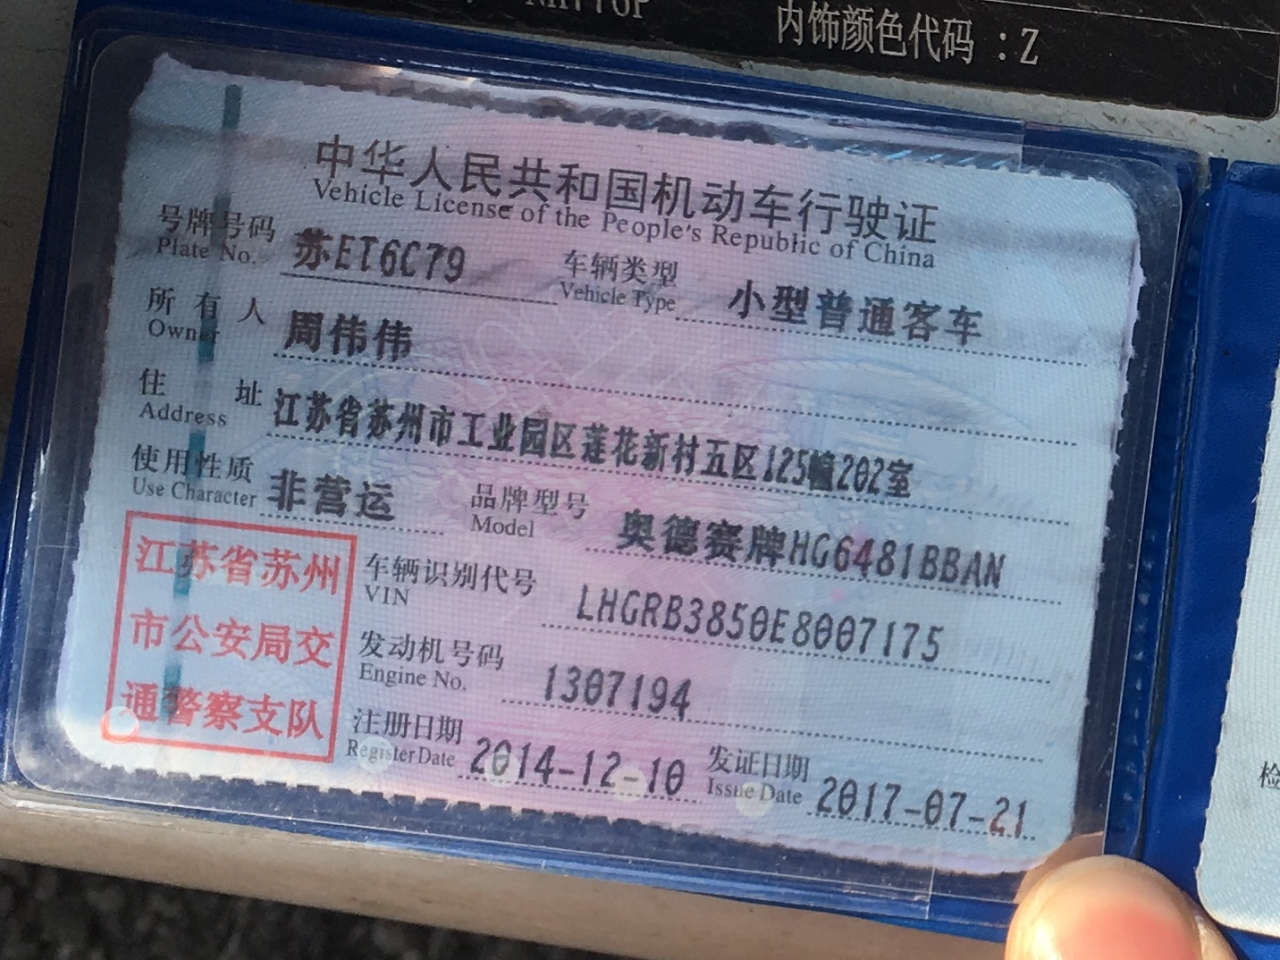 内饰颜色代码 ：Z
中华人民共和国机动车行驶证
Vehicle License of the People's Republic of China
号牌号码 苏ET6C79 车辆类型 小型普通客车
Plate No. Vehicle Type
所有人 周伟伟
Owner
住址 江苏省苏州市工业园区莲花新村五区125幢202室
Address
使用性质 非营运 品牌型号 奥德赛牌HG6481BBAN
Use Character Model
江苏省苏州
市公安局交
通警察支队
车辆识别代号 LHGRB3850E8007175
VIN
发动机号码 1307194
Engine No.
注册日期 2014-12-10 发证日期 2017-07-21
Register Date Issue Date
检